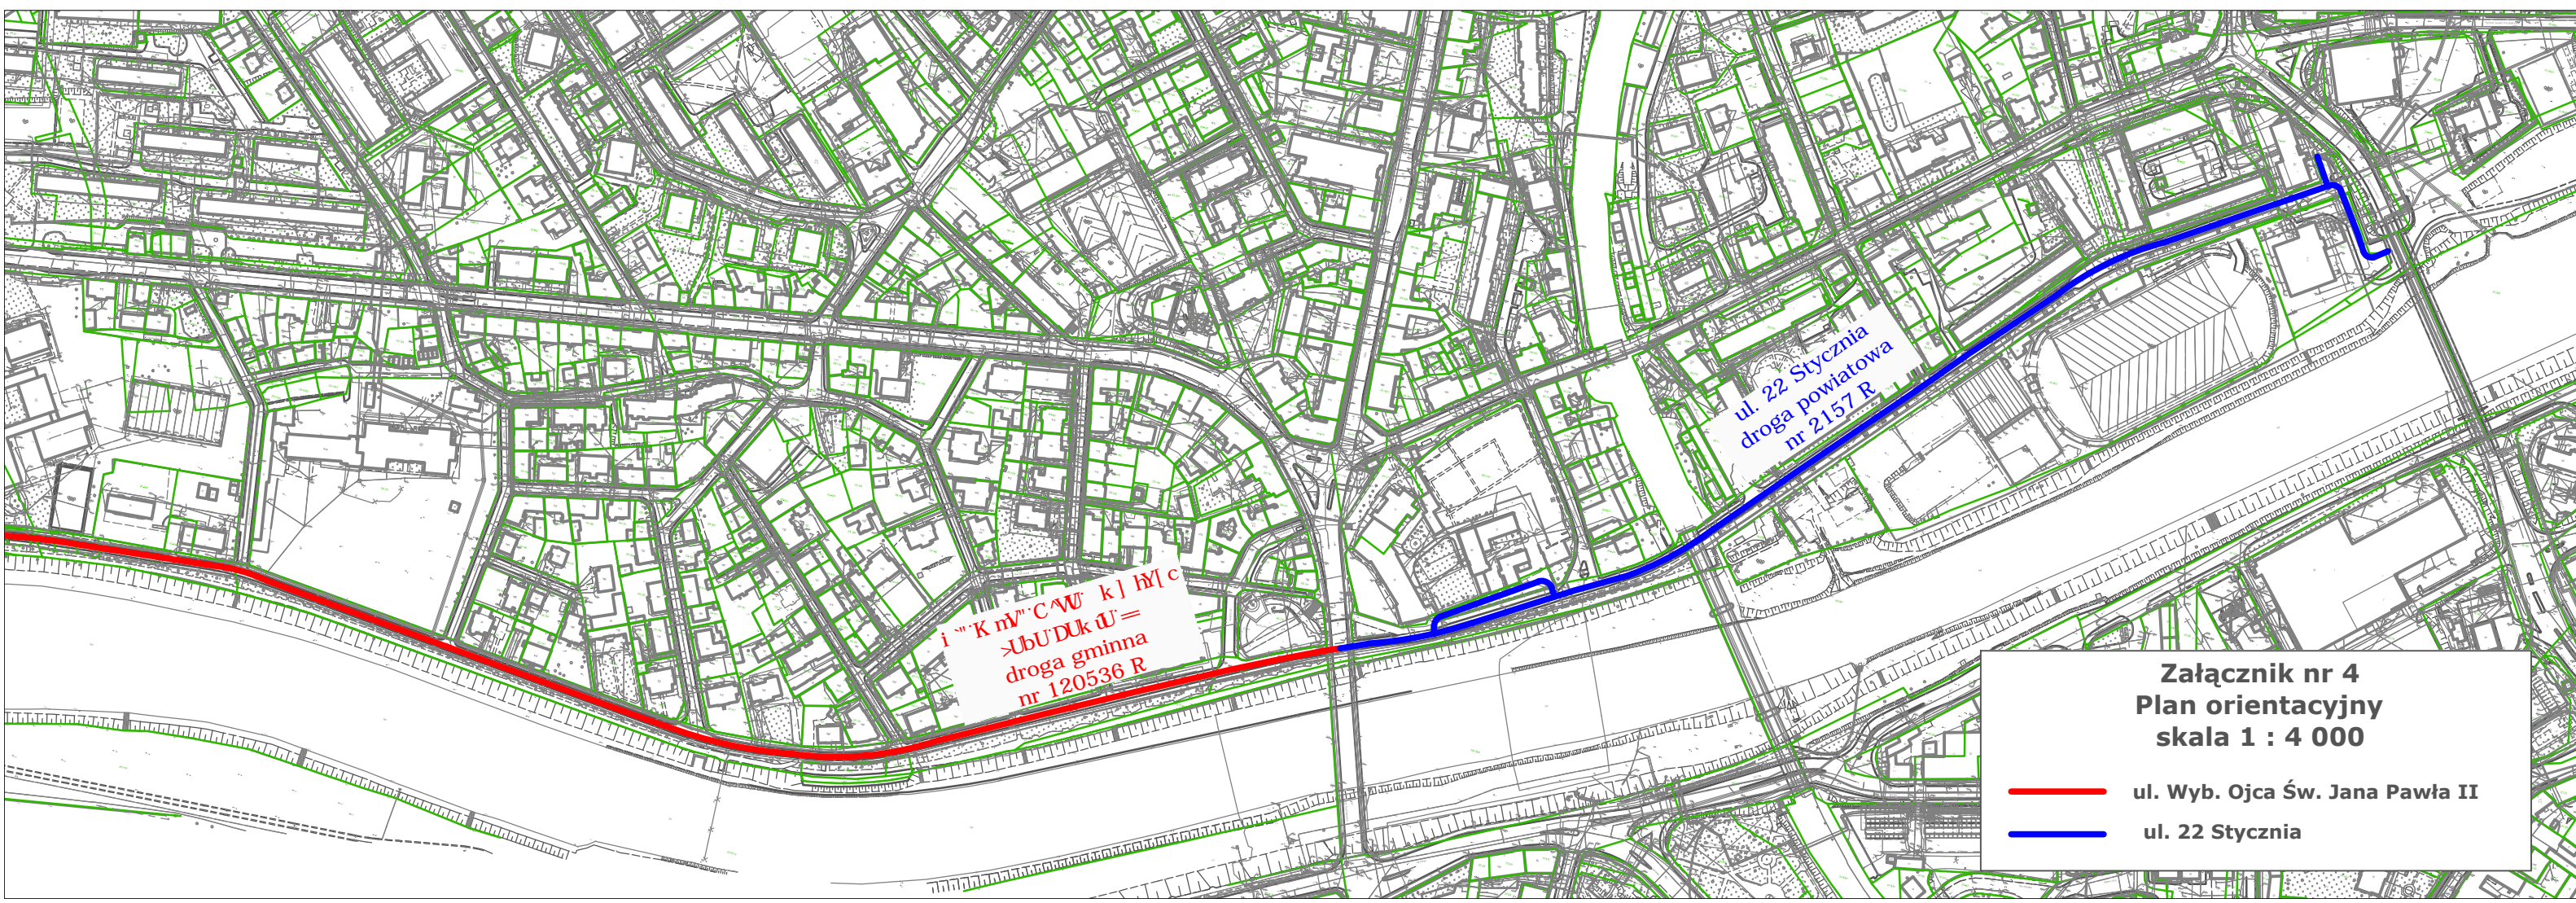 ul. 22 Stycznia
droga powiatowa
nr 2157 R
droga gminna
nr 120536 R
Załącznik nr 4
Plan orientacyjny
skala 1 : 4 000
ul. Wyb. Ojca Św. Jana Pawła II
ul. 22 Stycznia